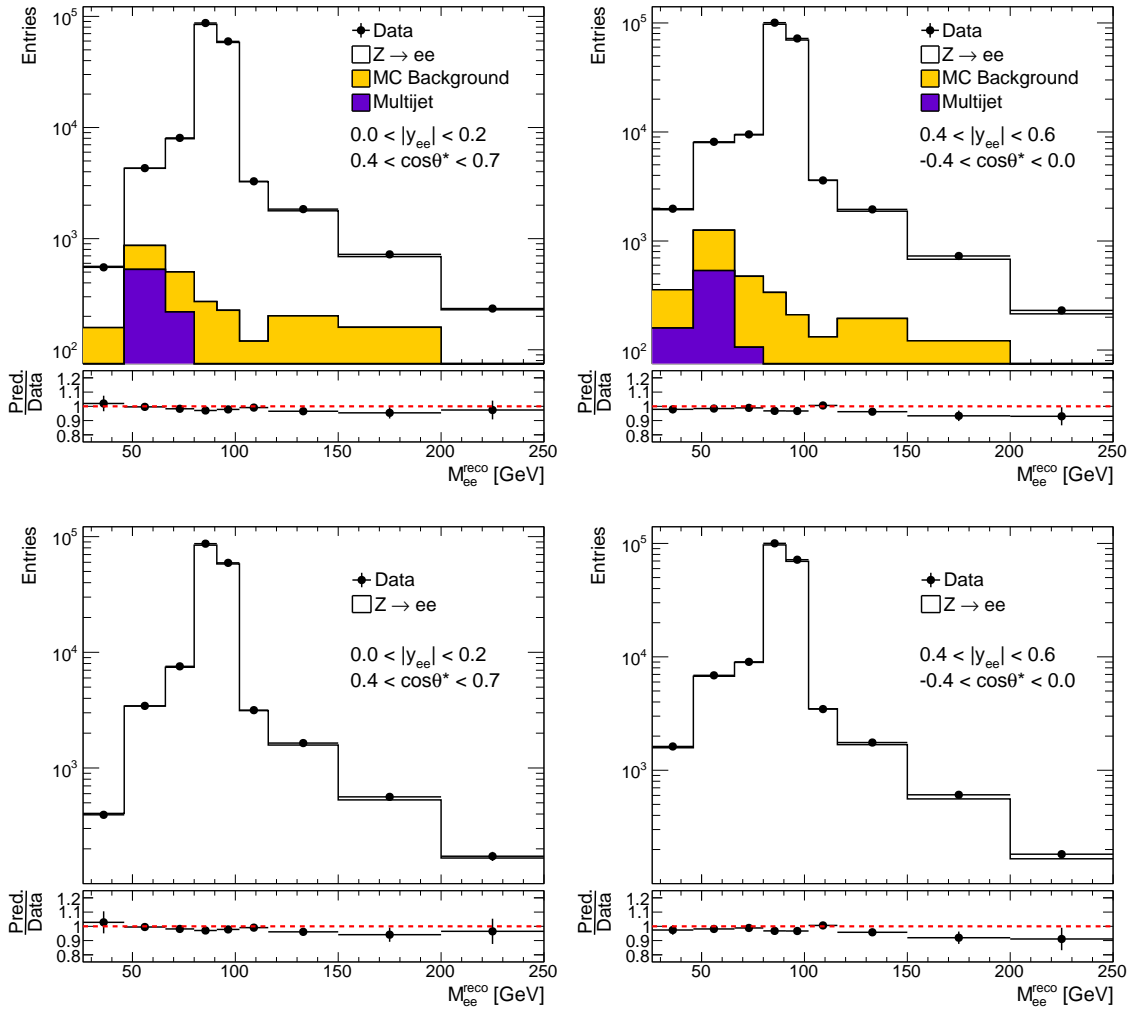 Entries
10^5
10^4
10^3
10^2
Data
Z → ee
MC Background
Multijet
0.0 < |y_ee| < 0.2
0.4 < cosθ* < 0.7
Pred.
Data
1.2
1.1
1
0.9
0.8
50 100 150 200 250
M_ee^reco [GeV]
Entries
10^5
10^4
10^3
10^2
Data
Z → ee
MC Background
Multijet
0.4 < |y_ee| < 0.6
-0.4 < cosθ* < 0.0
Pred.
Data
1.2
1.1
1
0.9
0.8
50 100 150 200 250
M_ee^reco [GeV]
Entries
10^5
10^4
10^3
Data
Z → ee
0.0 < |y_ee| < 0.2
0.4 < cosθ* < 0.7
Pred.
Data
1.2
1.1
1
0.9
0.8
50 100 150 200 250
M_ee^reco [GeV]
Entries
10^5
10^4
10^3
Data
Z → ee
0.4 < |y_ee| < 0.6
-0.4 < cosθ* < 0.0
Pred.
Data
1.2
1.1
1
0.9
0.8
50 100 150 200 250
M_ee^reco [GeV]